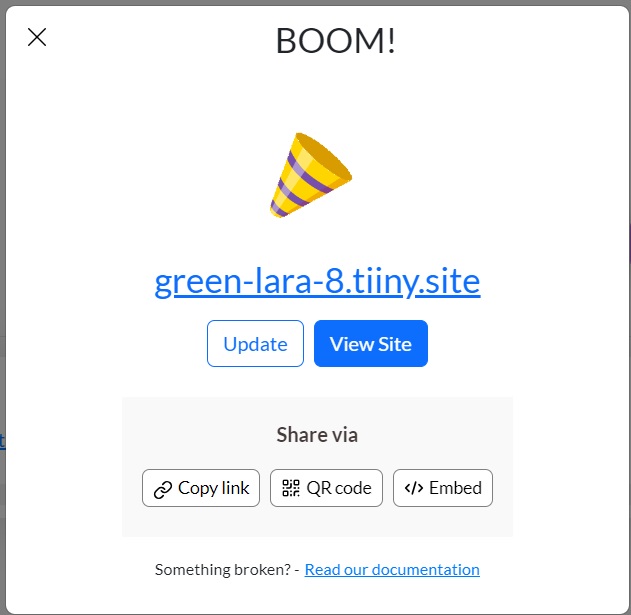 BOOM!
green-lara-8.tiiny.site
Update View Site
Share via
Copy link QR code Embed
Something broken? - Read our documentation